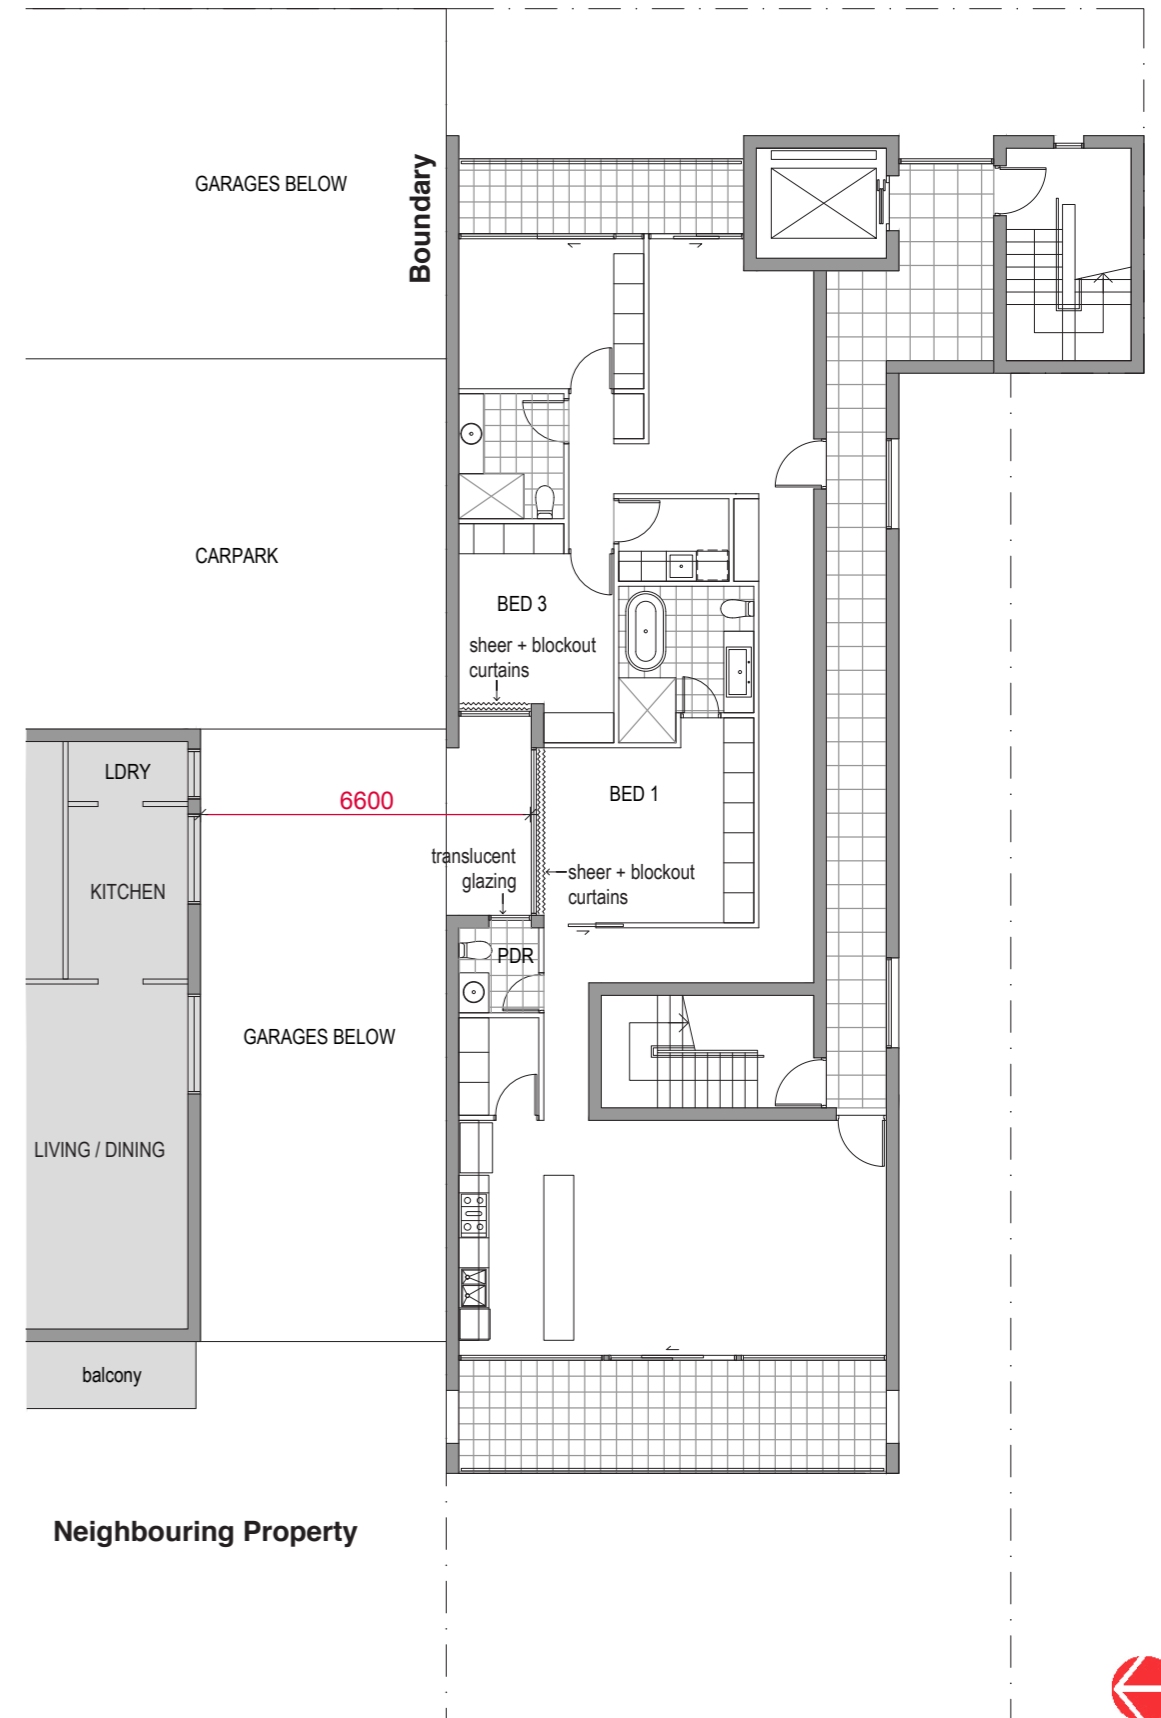 GARAGES BELOW
Boundary
CARPARK
BED 3
sheer + blockout
curtains
LDRY
6600
BED 1
translucent
glazing
sheer + blockout
curtains
KITCHEN
PDR
GARAGES BELOW
LIVING / DINING
balcony
Neighbouring Property